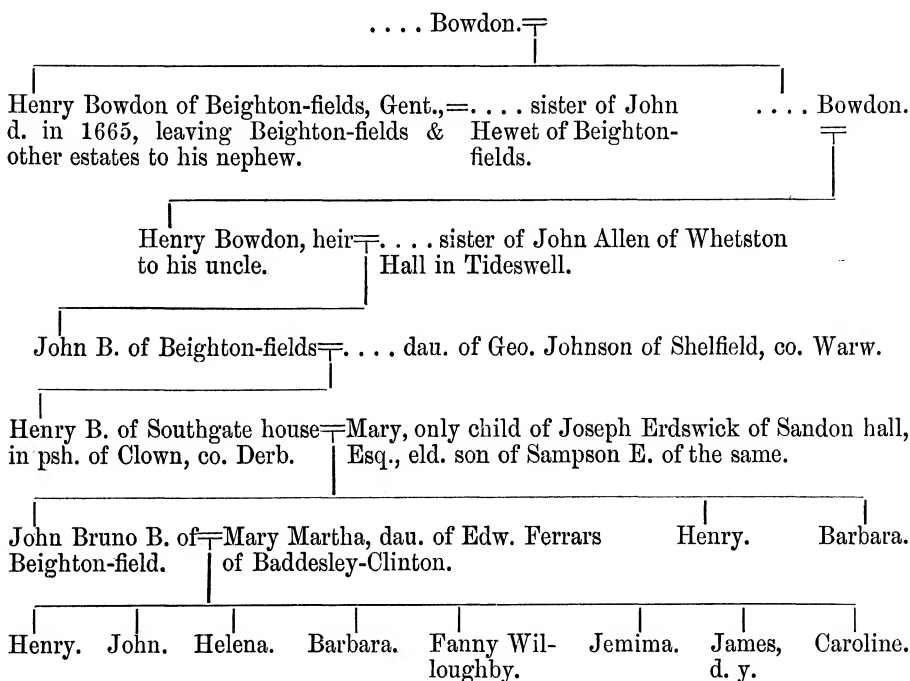 . . . . Bowdon.
Henry Bowdon of Beighton-fields, Gent.,=. . . . sister of John . . . . Bowdon.
d. in 1665, leaving Beighton-fields & Hewet of Beighton-
other estates to his nephew. fields.
Henry Bowdon, heir=. . . . sister of John Allen of Whetston
to his uncle. Hall in Tideswell.
John B. of Beighton-fields=. . . . dau. of Geo. Johnson of Shelfield, co. Warw.
Henry B. of Southgate house=Mary, only child of Joseph Erdswick of Sandon hall,
in psh. of Clown, co. Derb. Esq., eld. son of Sampson E. of the same.
John Bruno B. of=Mary Martha, dau. of Edw. Ferrars Henry. Barbara.
Beighton-field. of Baddesley-Clinton.
Henry. John. Helena. Barbara. Fanny Wil- Jemima. James, Caroline.
loughby. d. y.